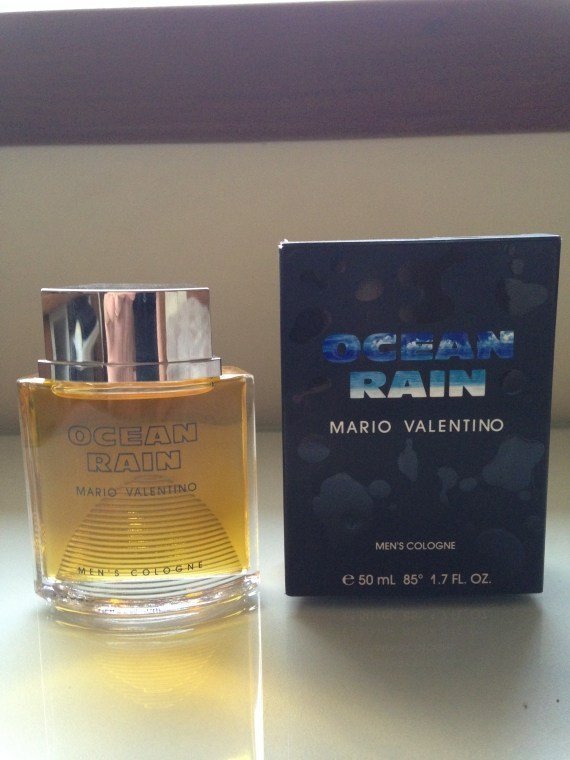 OCEAN
RAIN
MARIO VALENTINO
MEN'S COLOGNE
OCEAN
RAIN
MARIO VALENTINO
MEN'S COLOGNE
℮ 50 mL 85° 1.7 FL. OZ.